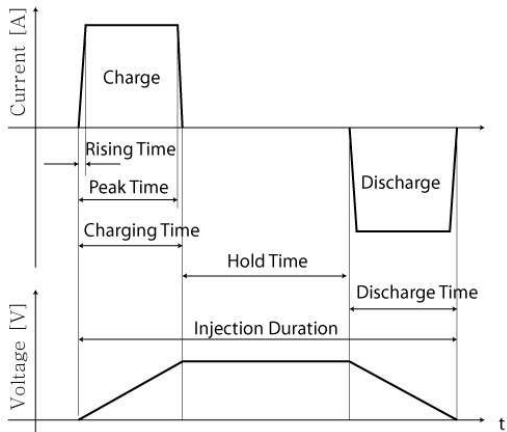 Current [A]
Charge
Rising Time
Peak Time
Discharge
Charging Time
Hold Time
Discharge Time
Injection Duration
Voltage [V]
t